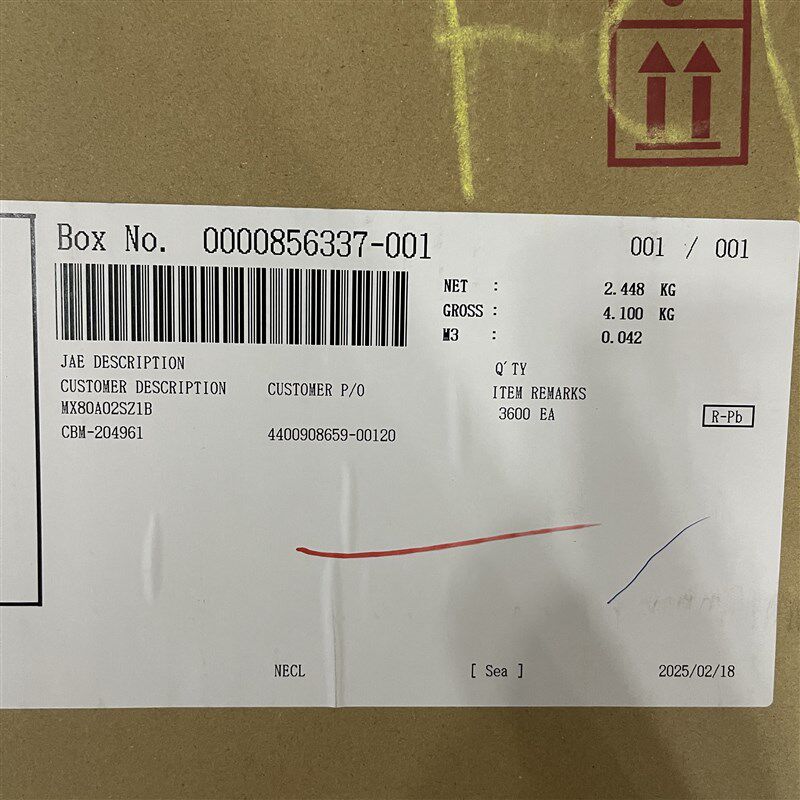 Box No. 0000856337-001 001 / 001
NET : 2.448 KG
GROSS : 4.100 KG
M3 : 0.042
JAE DESCRIPTION Q'TY
CUSTOMER DESCRIPTION CUSTOMER P/O ITEM REMARKS
MX80A02SZ1B 3600 EA
R-Pb
CBM-204961 4400908659-00120
NECL [ Sea ] 2025/02/18